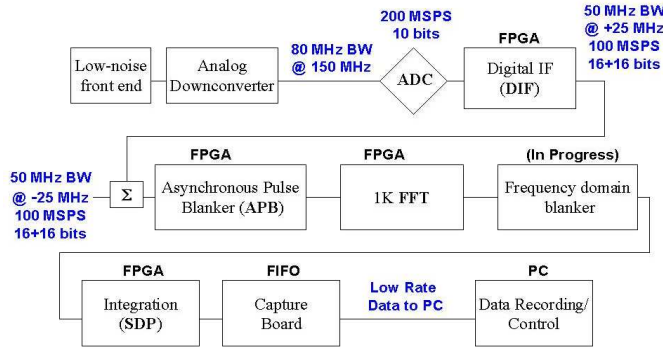 200 MSPS
10 bits
50 MHz BW
@ +25 MHz
100 MSPS
16+16 bits
80 MHz BW
@ 150 MHz
FPGA
Low-noise
front end
Analog
Downconverter
ADC
Digital IF
(DIF)
50 MHz BW
@ -25 MHz
100 MSPS
16+16 bits
Σ
FPGA
Asynchronous Pulse
Blanker (APB)
FPGA
1K FFT
(In Progress)
Frequency domain
blanker
FPGA
Integration
(SDP)
FIFO
Capture
Board
Low Rate
Data to PC
PC
Data Recording/
Control